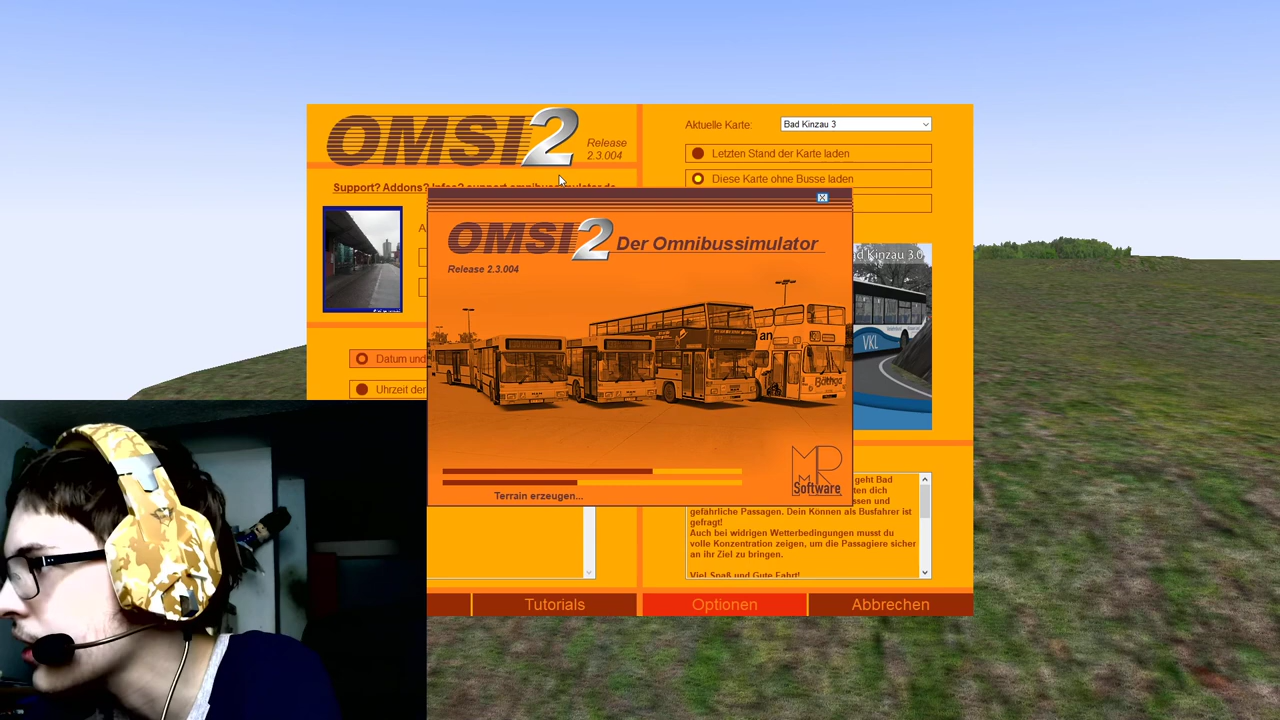 OMSI 2
Release
2.3.004
Support? Addons? Infos?
Aktuelle Karte:
Bad Kinzau 3
Letzten Stand der Karte laden
Diese Karte ohne Busse laden
OMSI 2 Der Omnibussimulator
Release 2.3.004
Kinzau 3.0
VKL
an
Datum und
Uhrzeit der
MR
Software
Terrain erzeugen...
geht Bad
ten dich
ssen und
gefährliche Passagen. Dein Können als Busfahrer ist
gefragt!
Auch bei widrigen Wetterbedingungen musst du
volle Konzentration zeigen, um die Passagiere sicher
an ihr Ziel zu bringen.
Viel Spaß und Gute Fahrt!
Tutorials
Optionen
Abbrechen